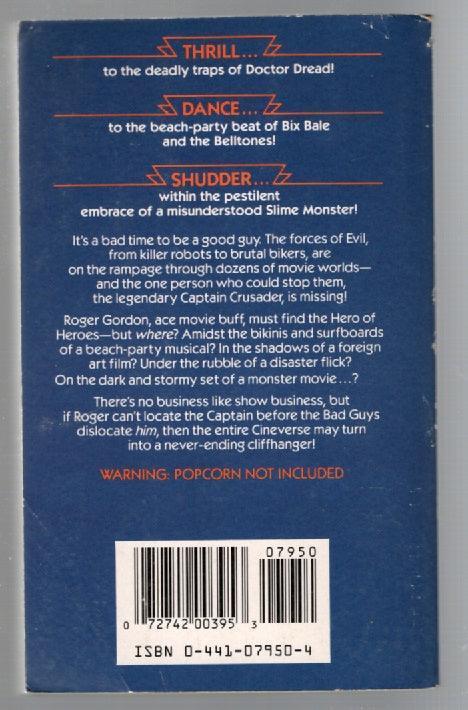 THRILL...
to the deadly traps of Doctor Dread!
DANCE...
to the beach-party beat of Bix Bale
and the Belltones!
SHUDDER...
within the pestilent
embrace of a misunderstood Slime Monster!
It's a bad time to be a good guy. The forces of Evil,
from killer robots to brutal bikers, are
on the rampage through dozens of movie worlds—
and the one person who could stop them,
the legendary Captain Crusader, is missing!
Roger Gordon, ace movie buff, must find the Hero of
Heroes—but where? Amidst the bikinis and surfboards
of a beach-party musical? In the shadows of a foreign
art film? Under the rubble of a disaster flick?
On the dark and stormy set of a monster movie...?
There's no business like show business, but
if Roger can't locate the Captain before the Bad Guys
dislocate him, then the entire Cineverse may turn
into a never-ending cliffhanger!
WARNING: POPCORN NOT INCLUDED
07950
0 72742 00395 3
ISBN 0-441-07950-4